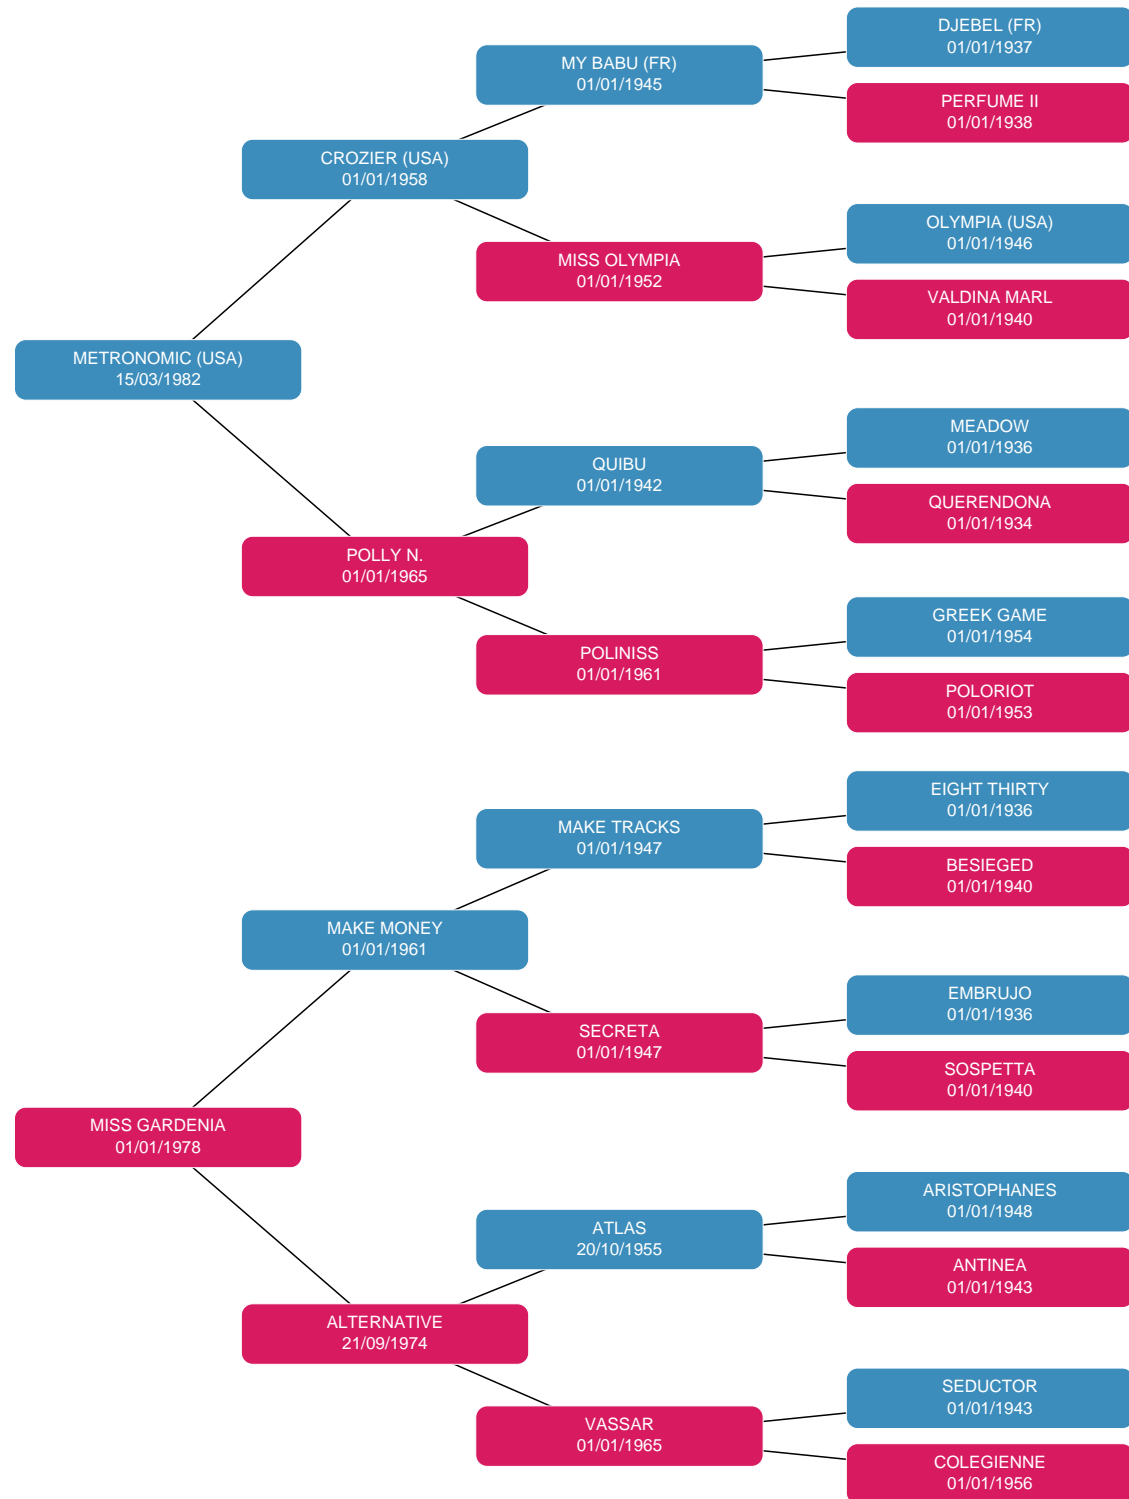 DJEBEL (FR)
01/01/1937
MY BABU (FR)
01/01/1945
PERFUME II
01/01/1938
CROZIER (USA)
01/01/1958
OLYMPIA (USA)
01/01/1946
MISS OLYMPIA
01/01/1952
VALDINA MARL
01/01/1940
METRONOMIC (USA)
15/03/1982
MEADOW
01/01/1936
QUIBU
01/01/1942
QUERENDONA
01/01/1934
POLLY N.
01/01/1965
GREEK GAME
01/01/1954
POLINISS
01/01/1961
POLORIOT
01/01/1953
EIGHT THIRTY
01/01/1936
MAKE TRACKS
01/01/1947
BESIEGED
01/01/1940
MAKE MONEY
01/01/1961
EMBRUJO
01/01/1936
SECRETA
01/01/1947
SOSPETTA
01/01/1940
MISS GARDENIA
01/01/1978
ARISTOPHANES
01/01/1948
ATLAS
20/10/1955
ANTINEA
01/01/1943
ALTERNATIVE
21/09/1974
SEDUCTOR
01/01/1943
VASSAR
01/01/1965
COLEGIENNE
01/01/1956